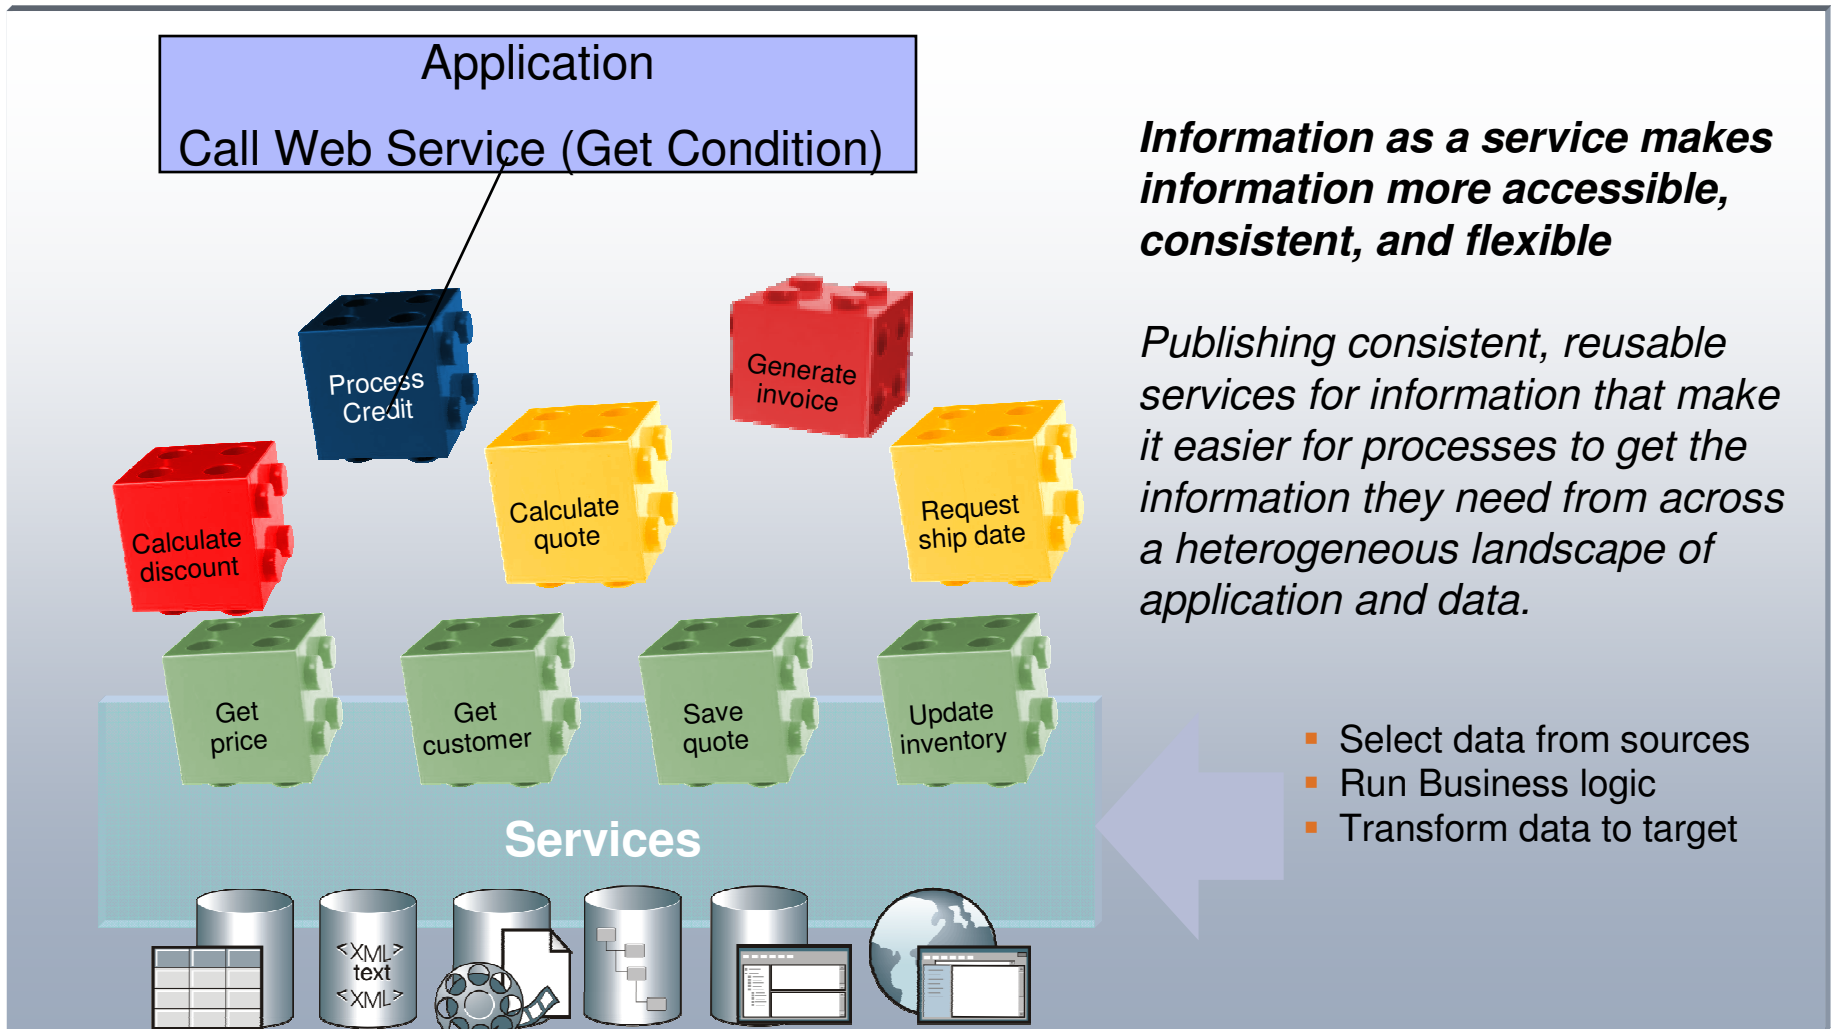 Application
Call Web Service (Get Condition)
Information as a service makes
information more accessible,
consistent, and flexible
Publishing consistent, reusable
services for information that make
it easier for processes to get the
information they need from across
a heterogeneous landscape of
application and data.
Process
Credit
Generate
invoice
Calculate
discount
Calculate
quote
Request
ship date
Get
price
Get
customer
Save
quote
Update
inventory
Services
▪ Select data from sources
▪ Run Business logic
▪ Transform data to target
<XML>
text
<XML>